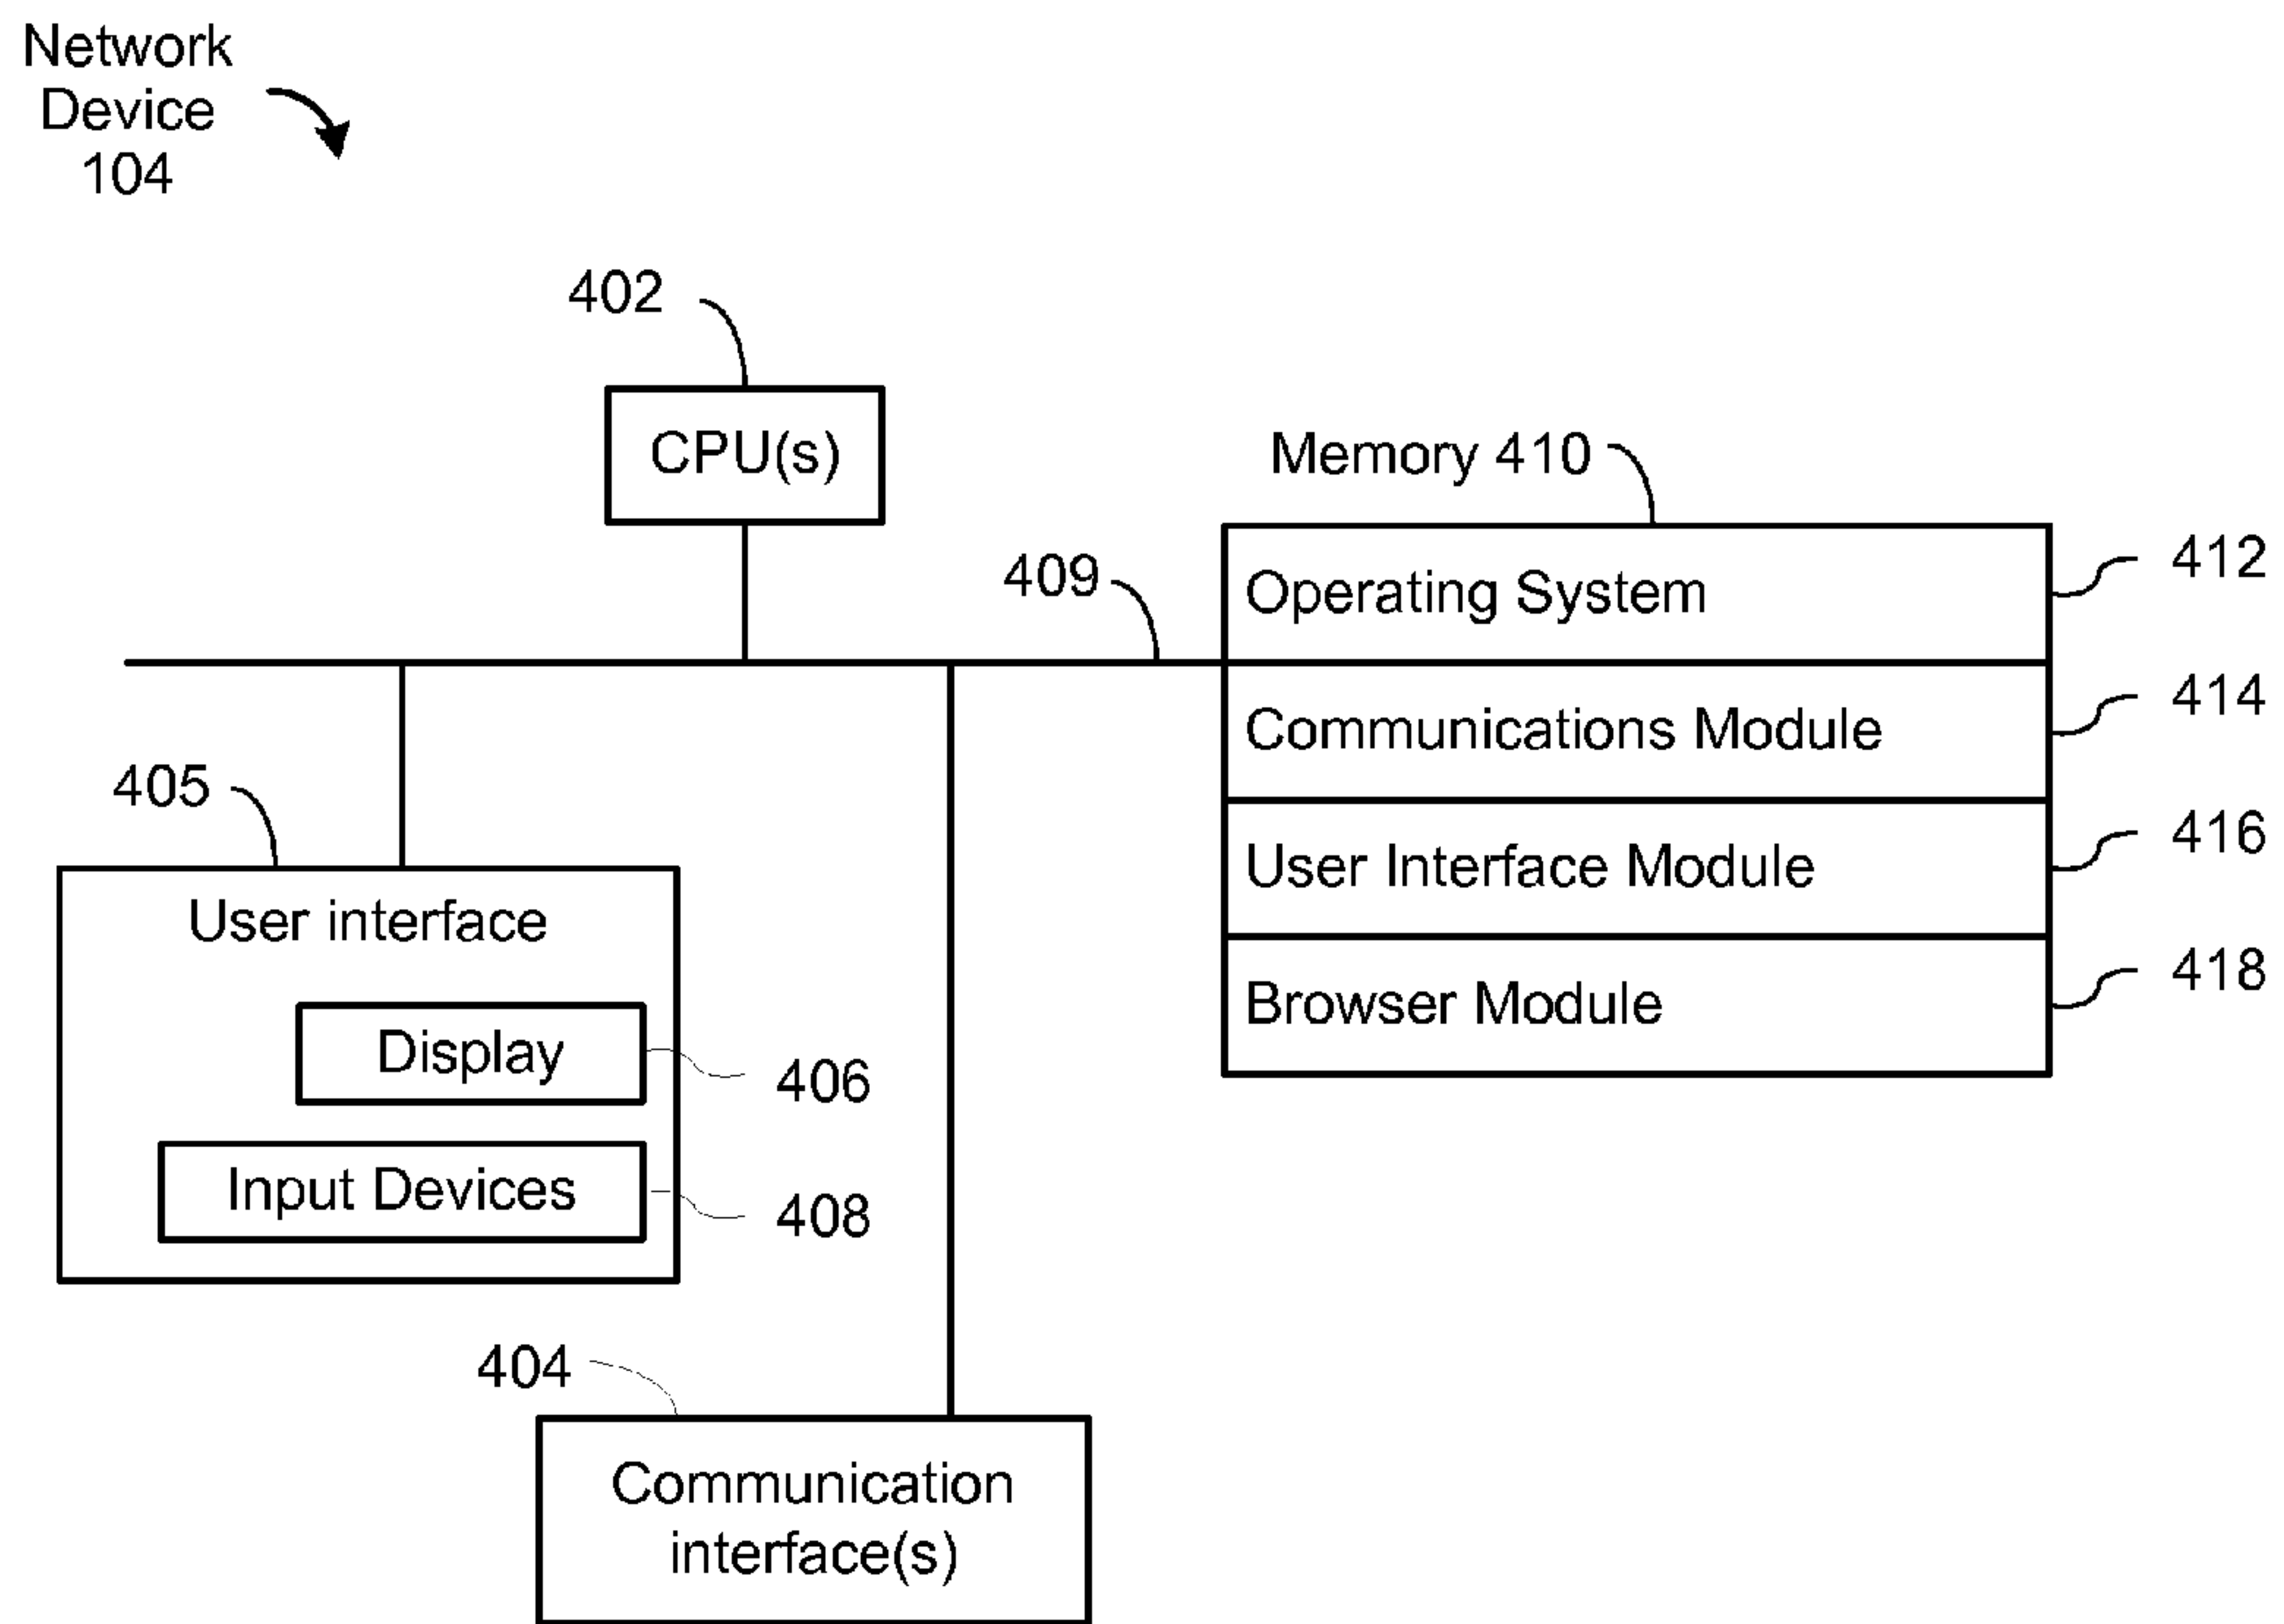 Network
Device
104
402
CPU(s)
Memory 410
409
Operating System
412
Communications Module
414
User Interface Module
416
Browser Module
418
405
User interface
Display
406
Input Devices
408
404
Communication
interface(s)